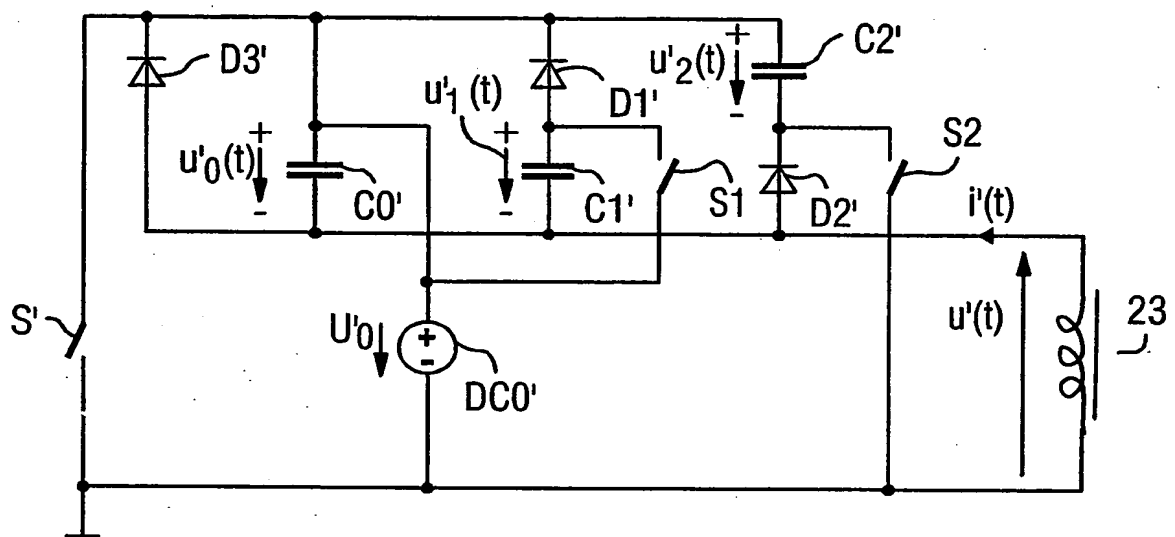 D3'
u'0(t)
+
-
C0'
u'1(t)
+
-
D1'
C1'
S1
u'2(t)
+
-
C2'
D2'
S2
i'(t)
u'(t)
23
S'
U'0
+
-
DC0'